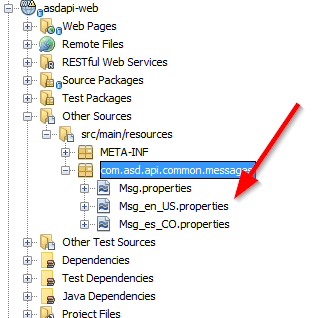 asdapi-web
Web Pages
Remote Files
RESTful Web Services
Source Packages
Test Packages
Other Sources
src/main/resources
META-INF
com.asd.api.common.messages
Msg.properties
Msg_en_US.properties
Msg_es_CO.properties
Other Test Sources
Dependencies
Test Dependencies
Java Dependencies
Project Files